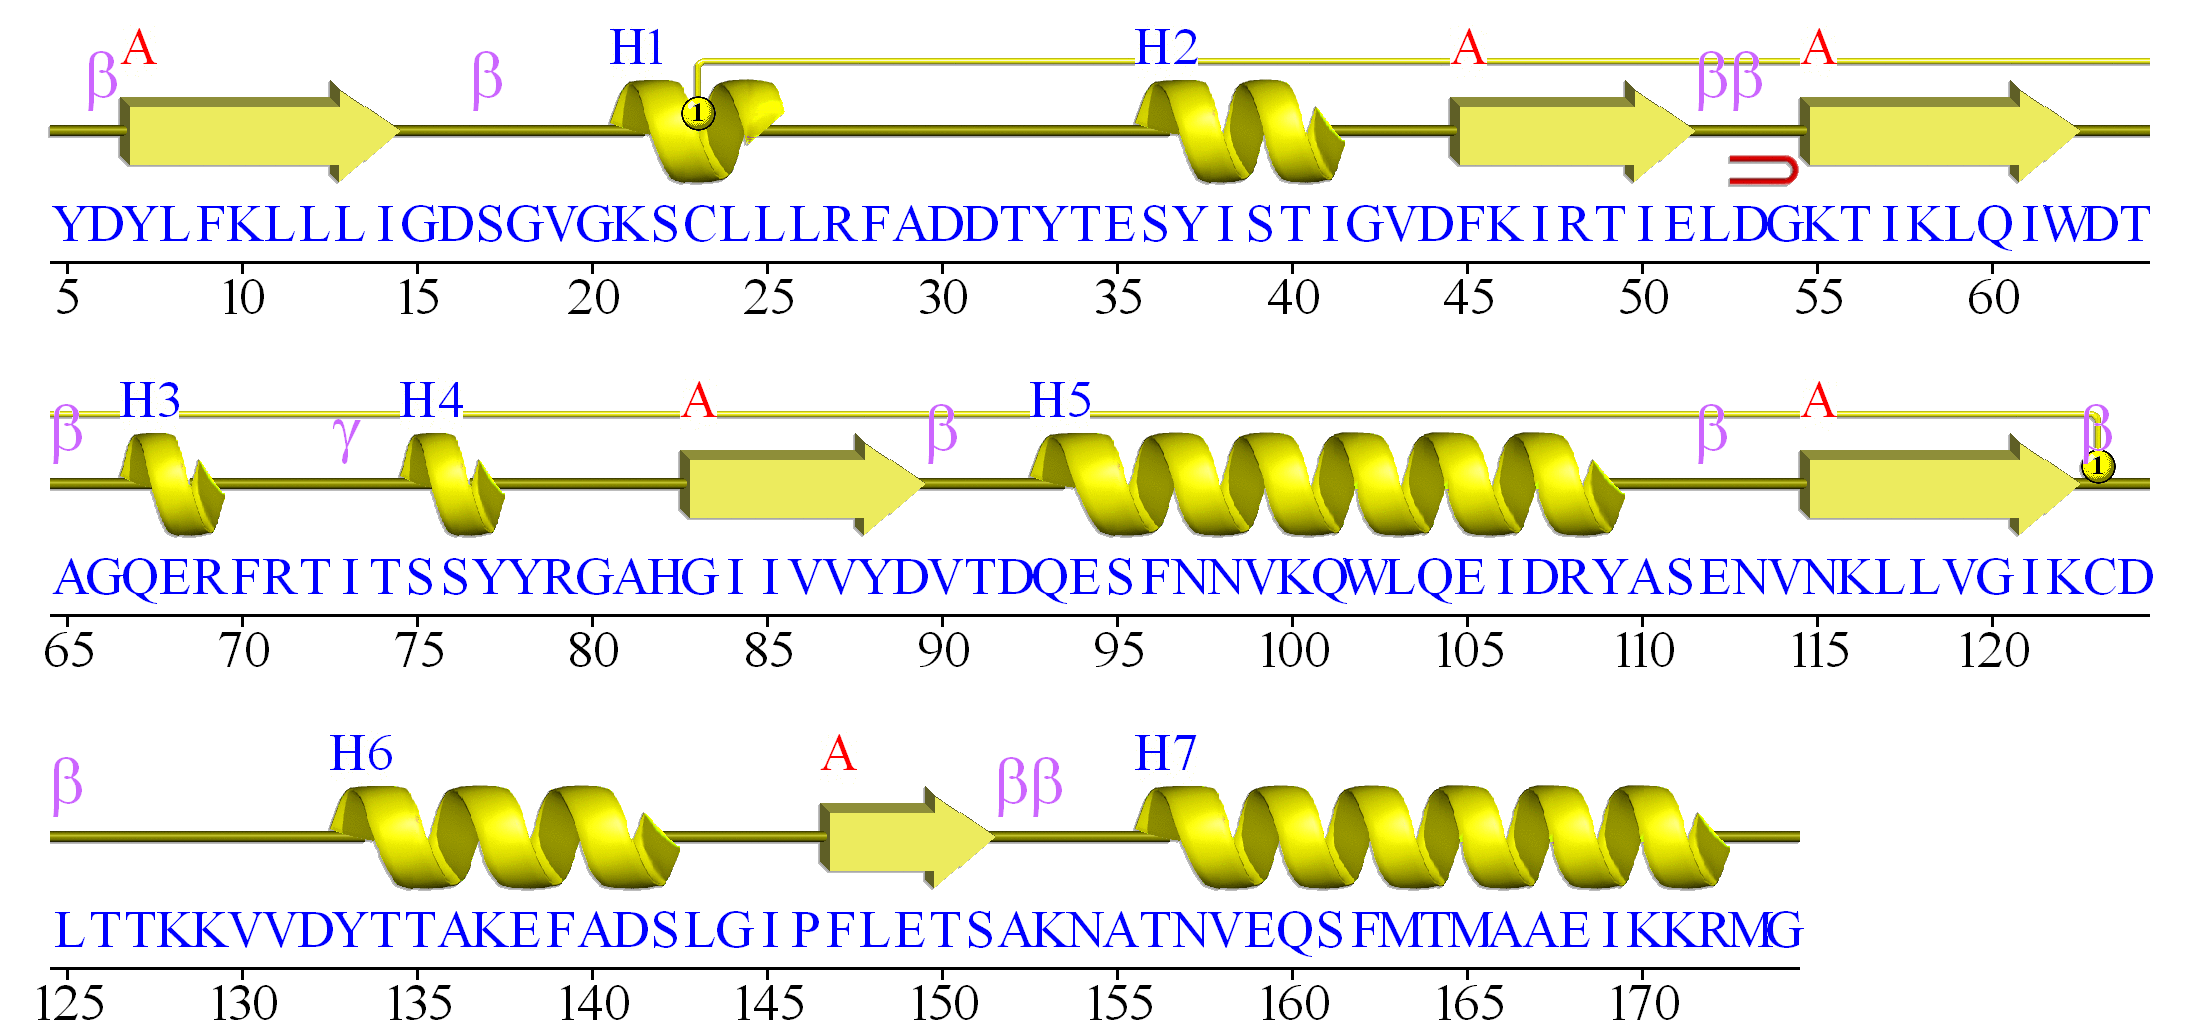 A H1 H2 A A
β β ββ
1
YDYLFKLLLIGDSGVGKSCLLLRFADDTYTESYISTIGVDFKIRTIELDGKTIKLQIWDT
5 10 15 20 25 30 35 40 45 50 55 60
H3 H4 A H5 A
β γ β β β
1
AGQERFRTITSSYYRGAHGIIVVYDVTDQESFNNVKQWLQEIDRYASENVNKLLVGIKCD
65 70 75 80 85 90 95 100 105 110 115 120
H6 A H7
β ββ
LTTKKVVDYTTAKEFADSLGIPFLETSAKNATNVEQSFMTMAAEIKKRMG
125 130 135 140 145 150 155 160 165 170